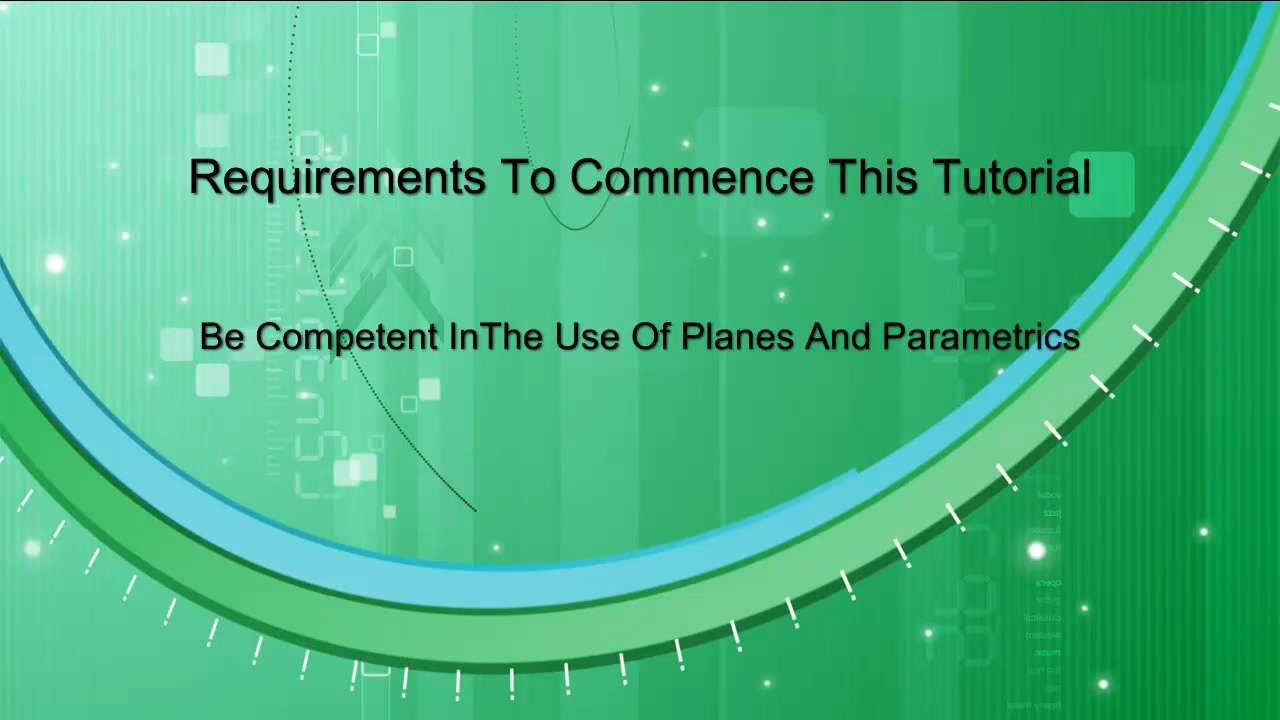 Requirements To Commence This Tutorial
Be Competent InThe Use Of Planes And Parametrics